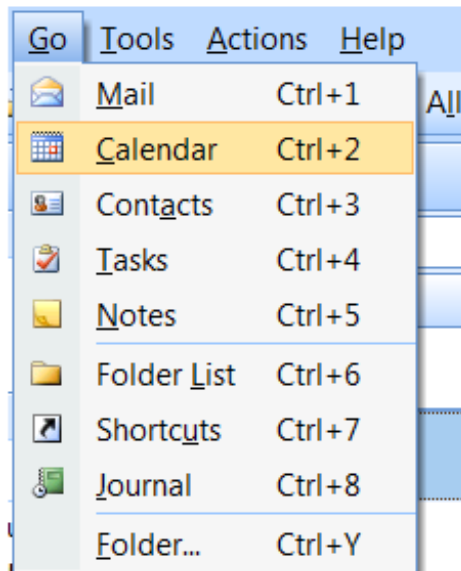 Go Tools Actions Help
Mail Ctrl+1
All
Calendar Ctrl+2
Contacts Ctrl+3
Tasks Ctrl+4
Notes Ctrl+5
Folder List Ctrl+6
Shortcuts Ctrl+7
Journal Ctrl+8
Folder... Ctrl+Y